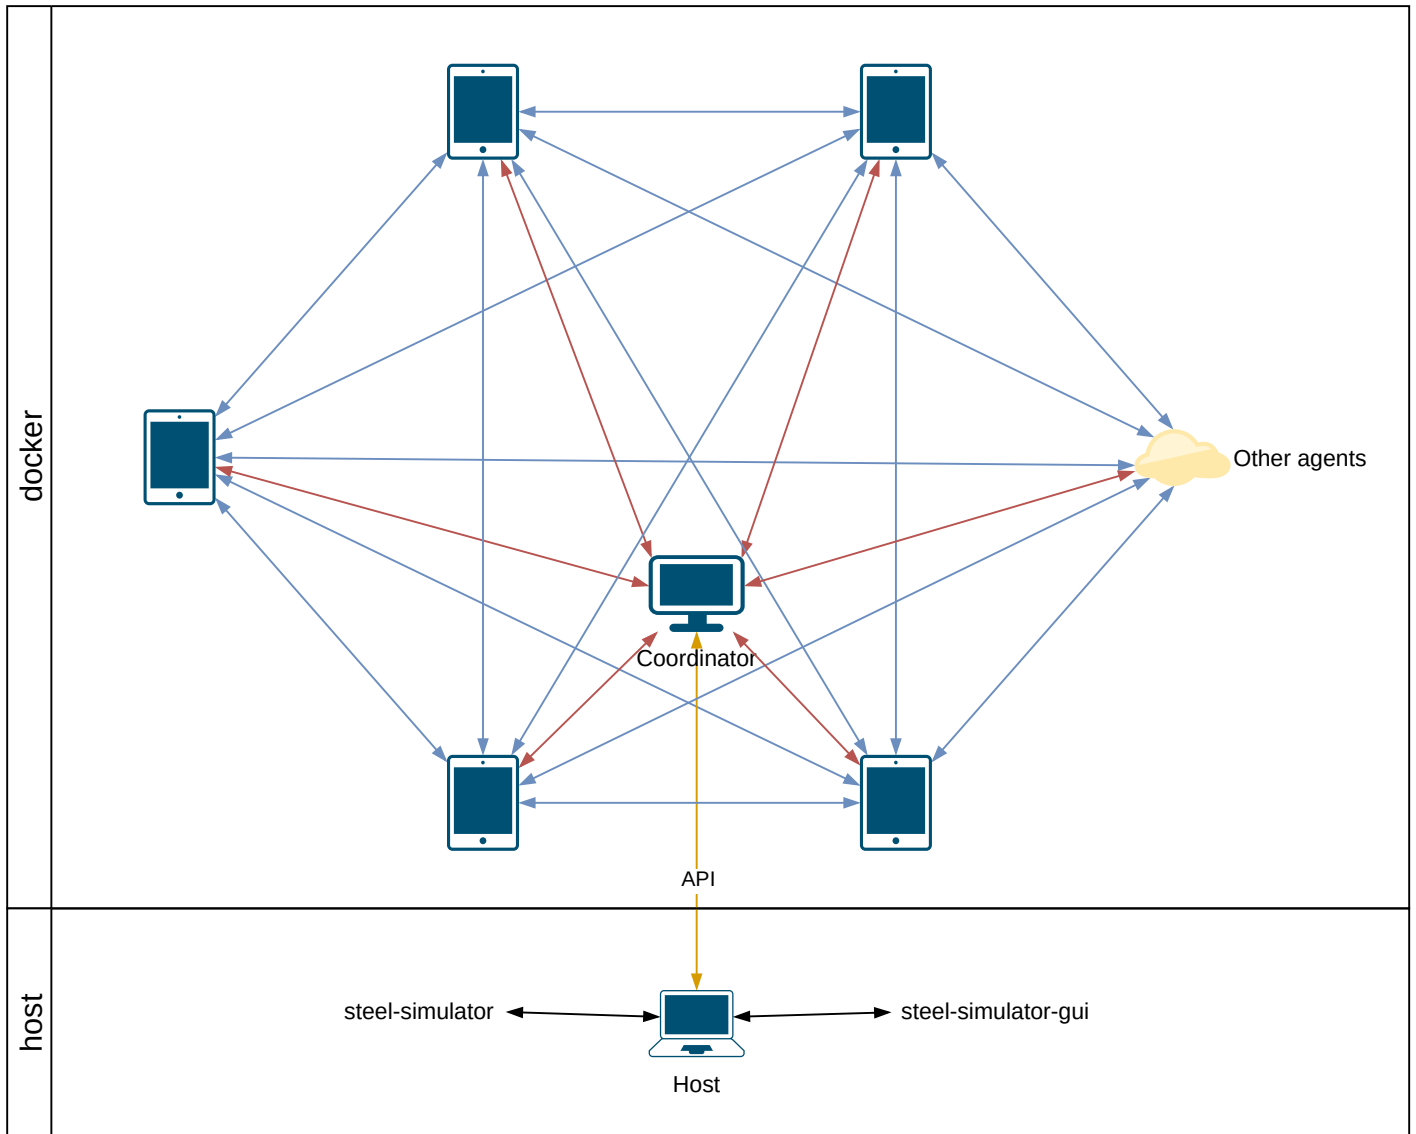 docker
Other agents
Coordinator
API
host
steel-simulator
steel-simulator-gui
Host